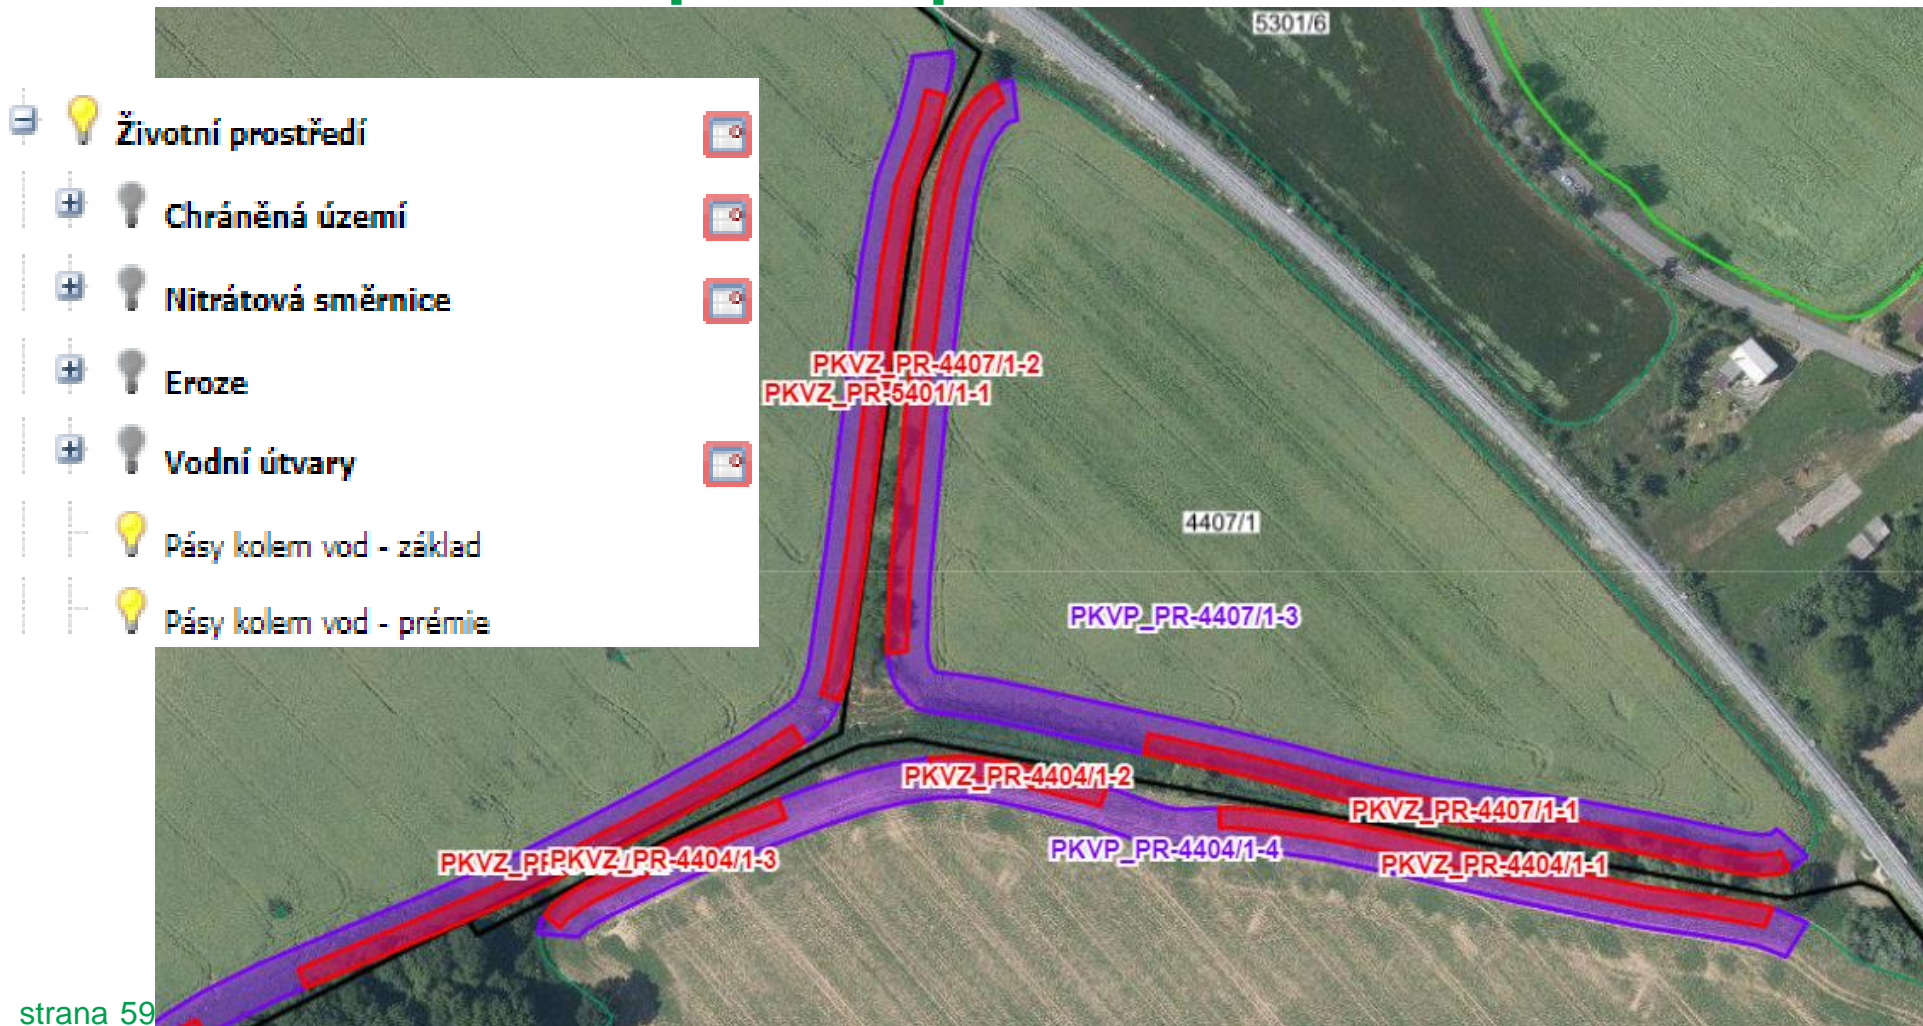 5301/6
Životní prostředí
Chráněná území
Nitrátová směrnice
Eroze
Vodní útvary
Pásy kolem vod - základ
Pásy kolem vod - prémie
PKVZ_PR-4407/1-2
PKVZ_PR-5401/1-1
4407/1
PKVP_PR-4407/1-3
PKVZ_PR-4404/1-2
PKVZ_PR-4407/1-1
PKVP_PR-4404/1-4
PKVZ_PR-4404/1-3
PKVZ_PR-4404/1-1
strana 59